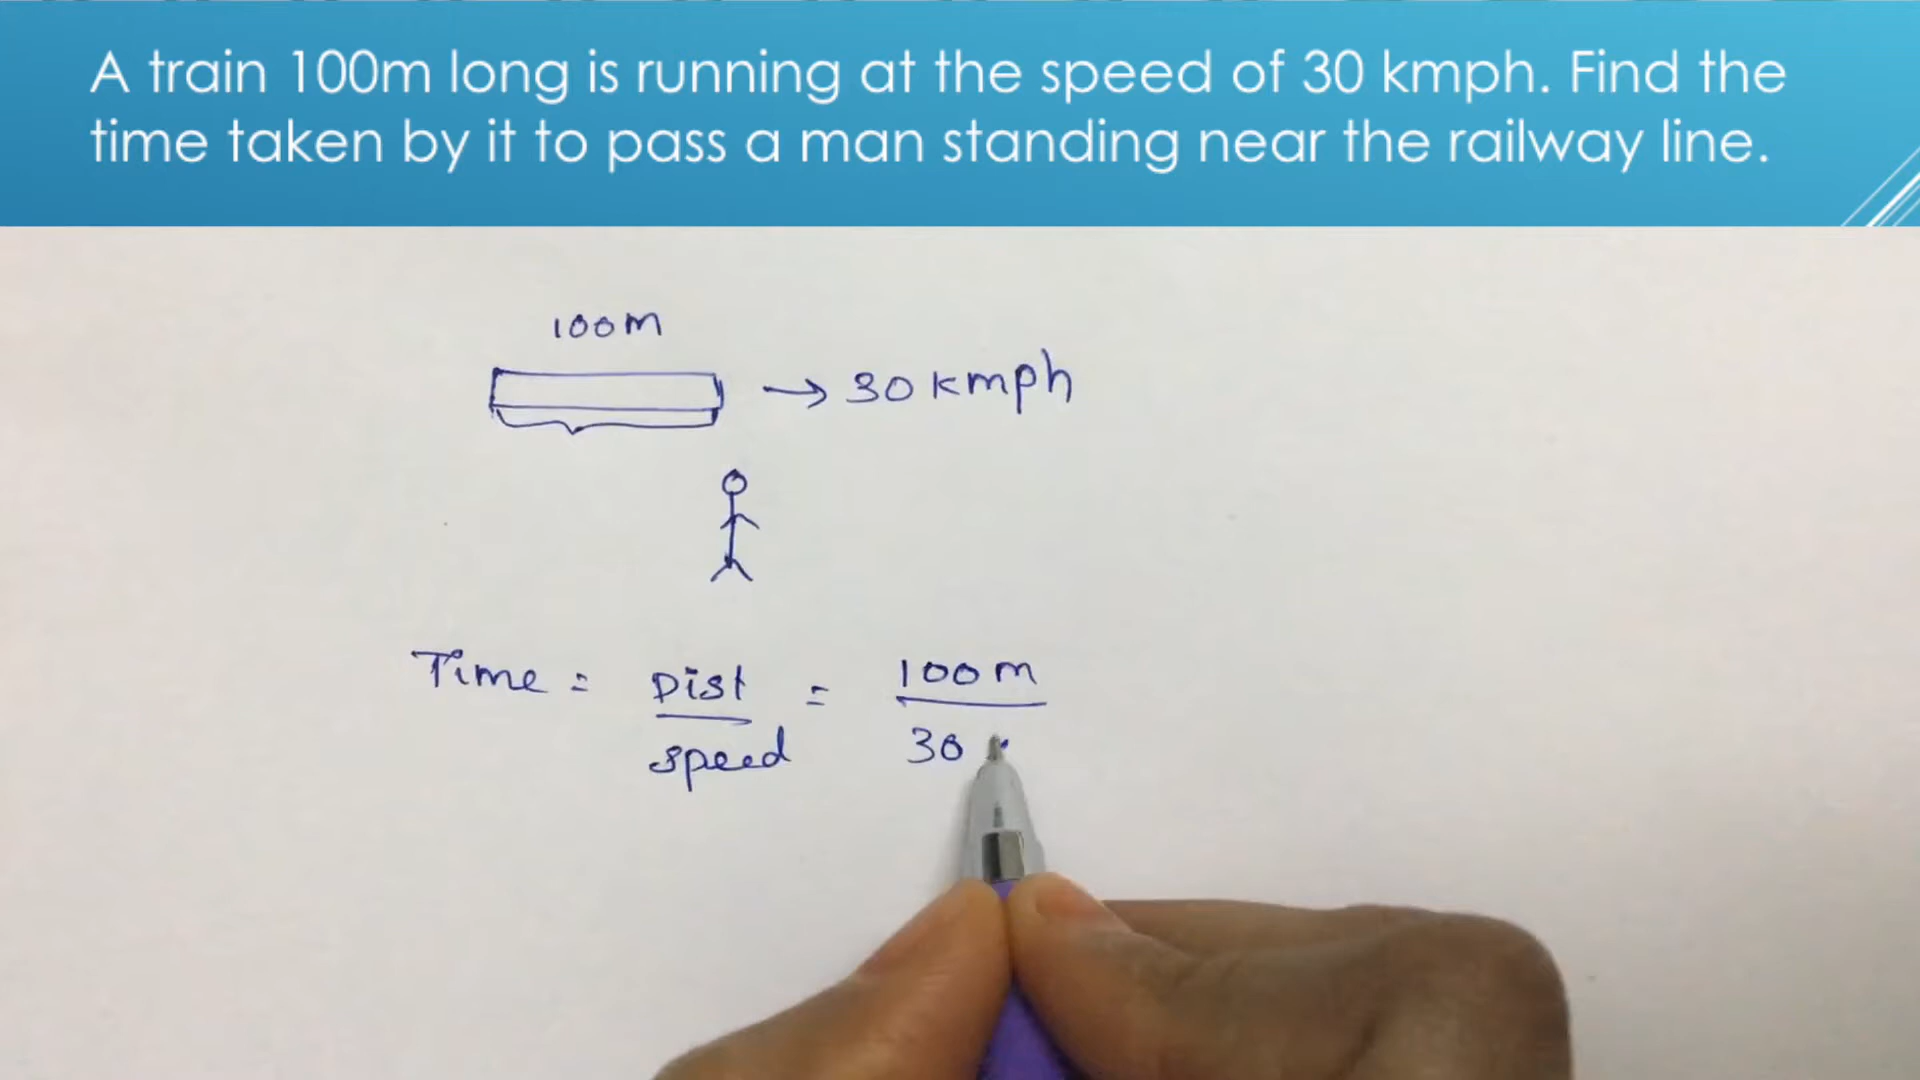 A train 100m long is running at the speed of 30 kmph. Find the
time taken by it to pass a man standing near the railway line.
100m
→ 30 kmph
Time = Dist / speed = 100 m / 30